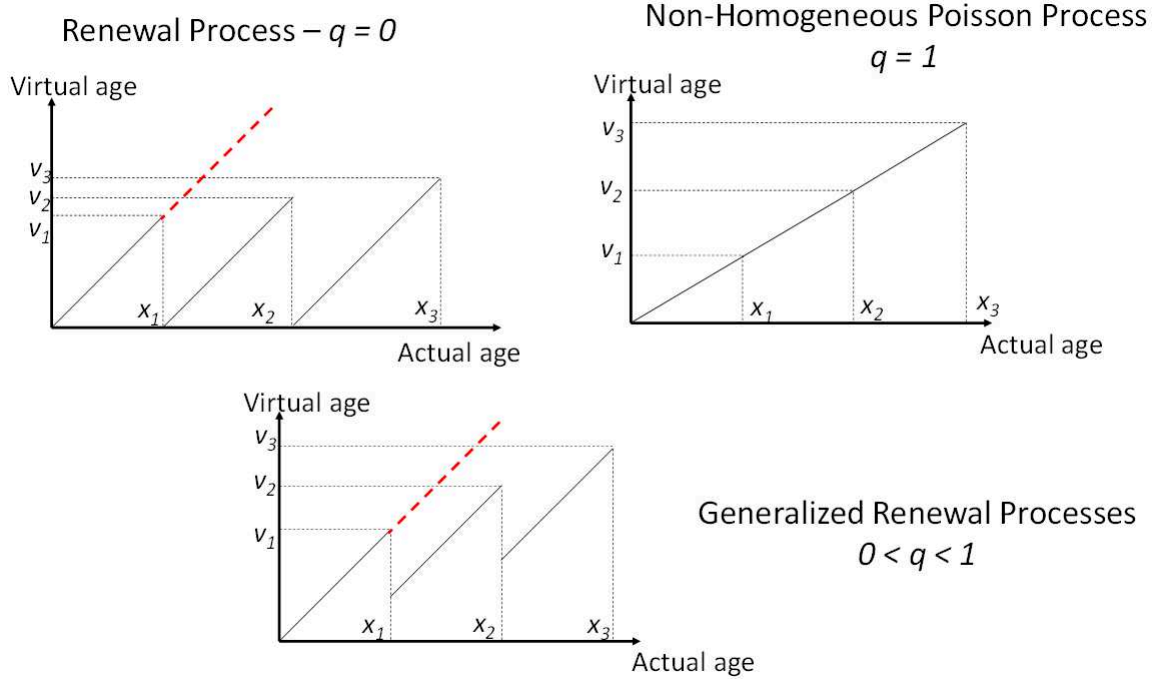 Renewal Process – q = 0
Virtual age
v3
v2
v1
x1
x2
x3
Actual age
Non-Homogeneous Poisson Process
q = 1
Virtual age
v3
v2
v1
x1
x2
x3
Actual age
Virtual age
v3
v2
v1
x1
x2
x3
Actual age
Generalized Renewal Processes
0 < q < 1